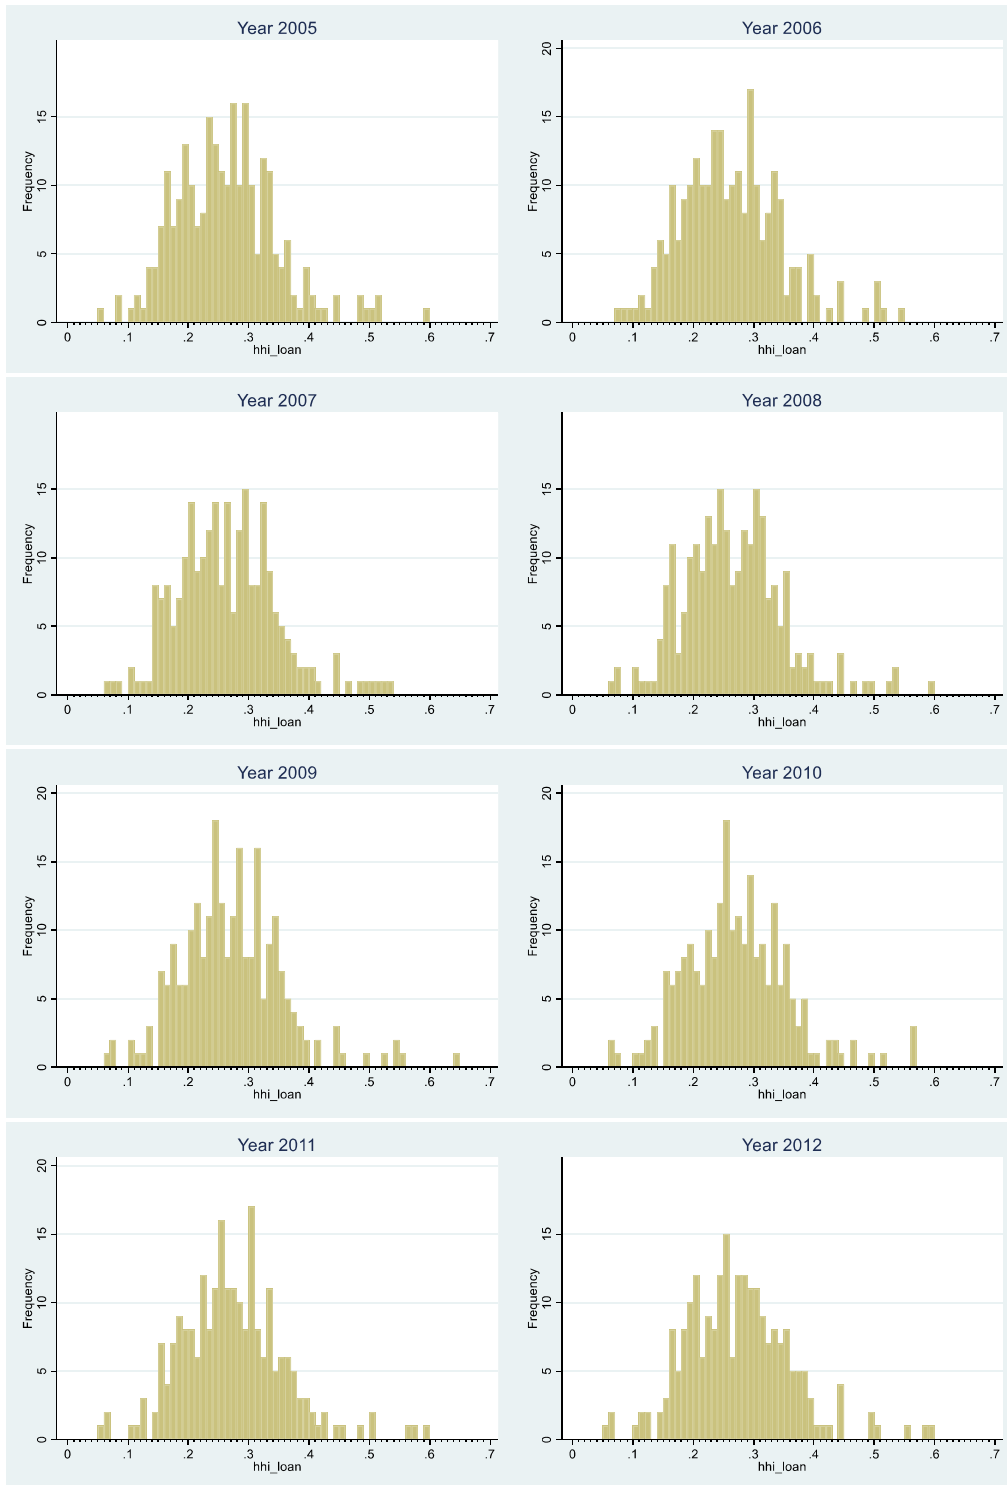 Year 2005
Frequency
15
10
5
0
0 .1 .2 .3 .4 .5 .6 .7
hhi_loan
Year 2006
Frequency
20
15
10
5
0
0 .1 .2 .3 .4 .5 .6 .7
hhi_loan
Year 2007
Frequency
15
10
5
0
0 .1 .2 .3 .4 .5 .6 .7
hhi_loan
Year 2008
Frequency
15
10
5
0
0 .1 .2 .3 .4 .5 .6 .7
hhi_loan
Year 2009
Frequency
20
15
10
5
0
0 .1 .2 .3 .4 .5 .6 .7
hhi_loan
Year 2010
Frequency
20
15
10
5
0
0 .1 .2 .3 .4 .5 .6 .7
hhi_loan
Year 2011
Frequency
20
15
10
5
0
0 .1 .2 .3 .4 .5 .6 .7
hhi_loan
Year 2012
Frequency
15
10
5
0
0 .1 .2 .3 .4 .5 .6 .7
hhi_loan